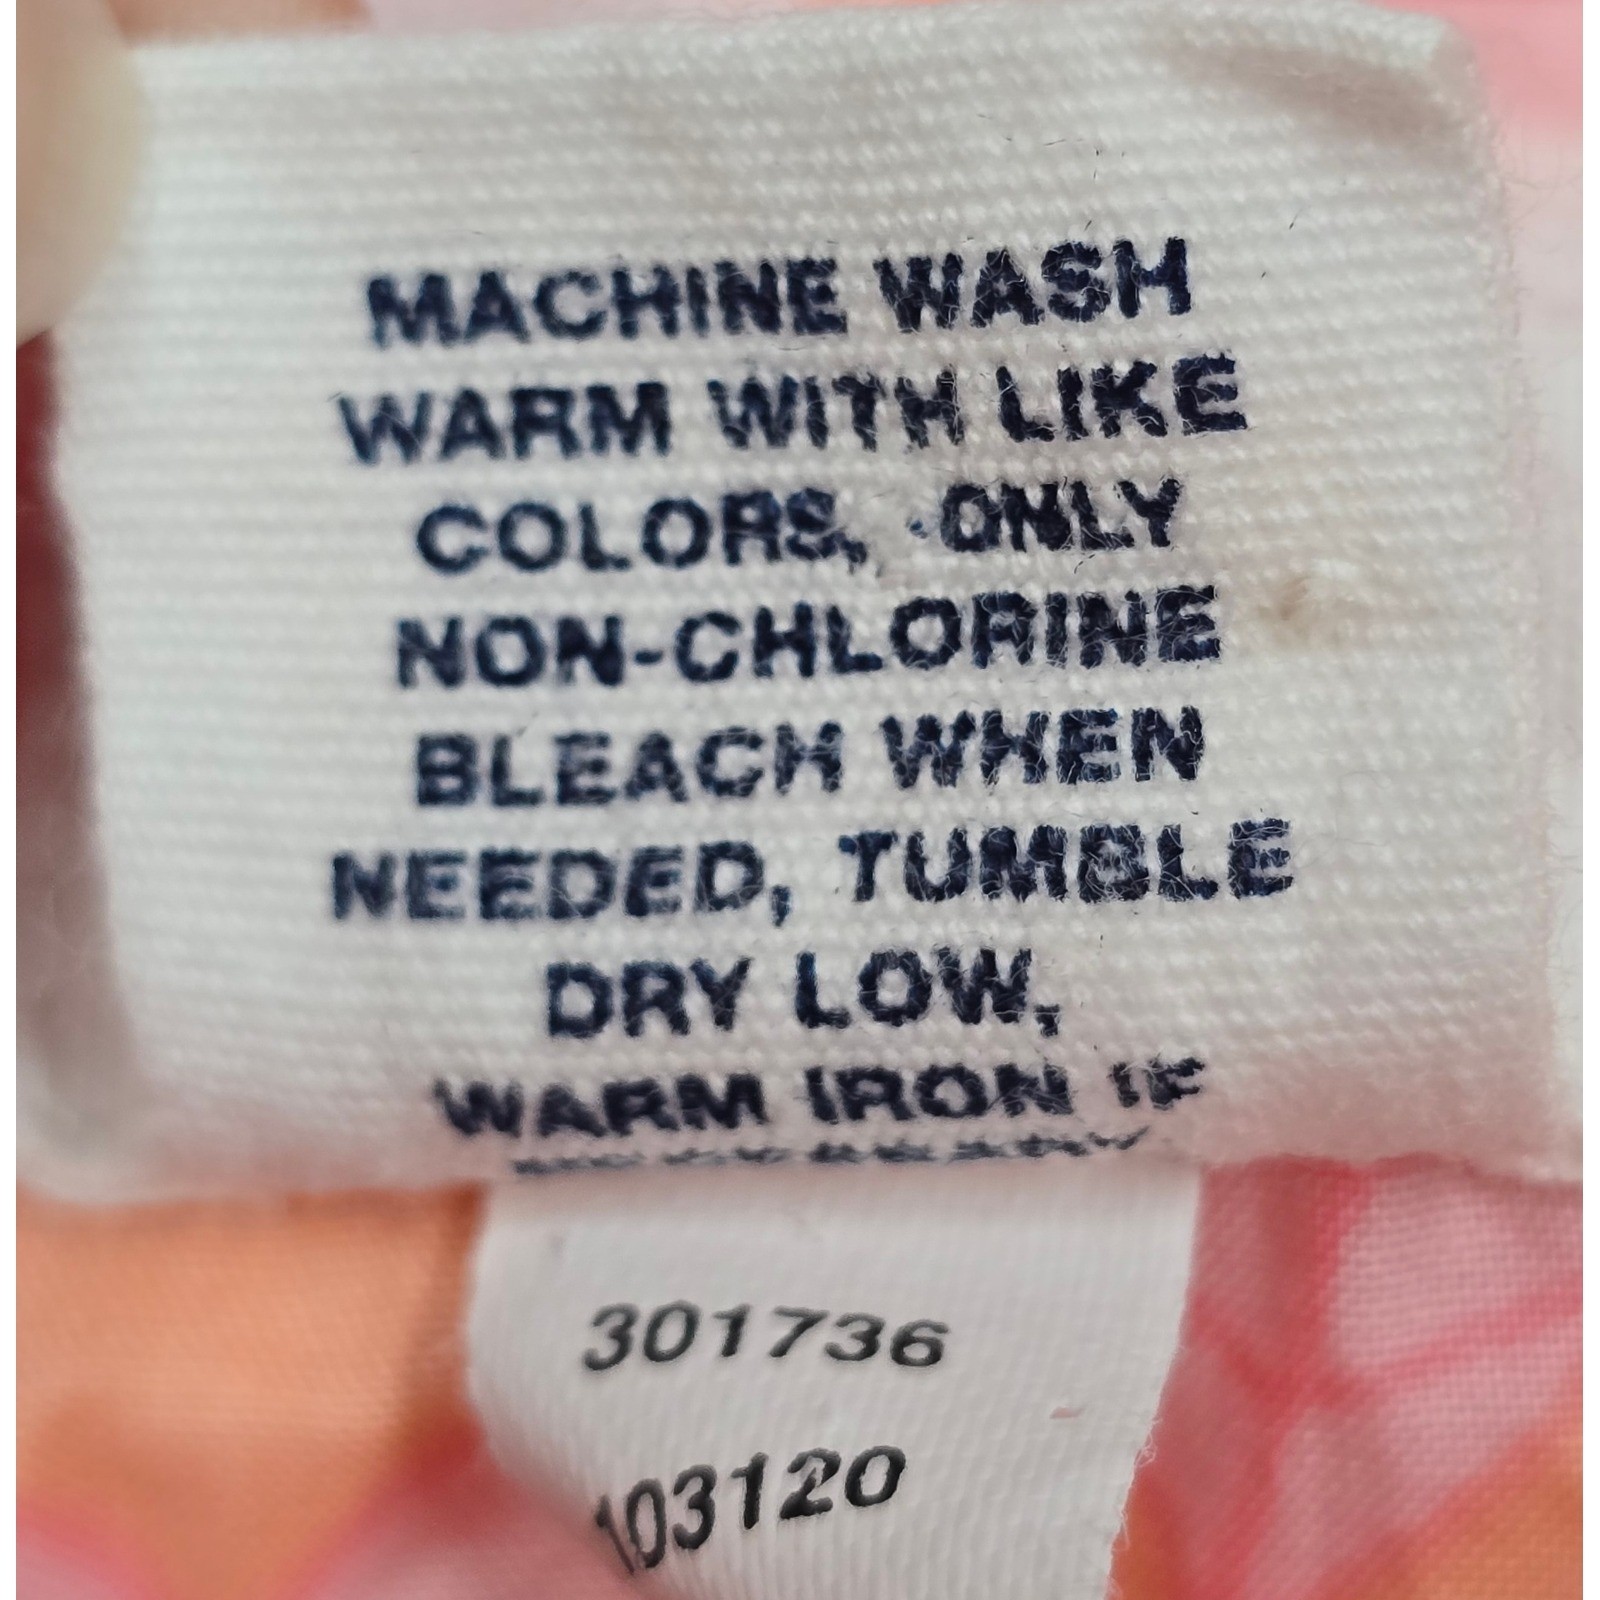 MACHINE WASH
WARM WITH LIKE
COLORS, ONLY
NON-CHLORINE
BLEACH WHEN
NEEDED, TUMBLE
DRY LOW,
WARM IRON IF
301736
103120